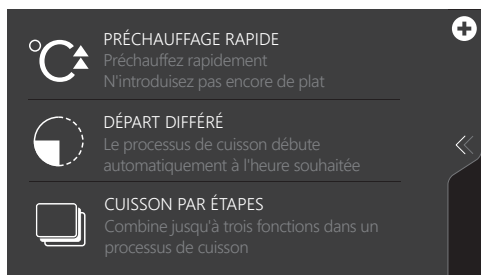 PRÉCHAUFFAGE RAPIDE
Préchauffez rapidement
N'introduisez pas encore de plat
DÉPART DIFFÉRÉ
Le processus de cuisson débute
automatiquement à l'heure souhaitée
CUISSON PAR ÉTAPES
Combine jusqu'à trois fonctions dans un
processus de cuisson